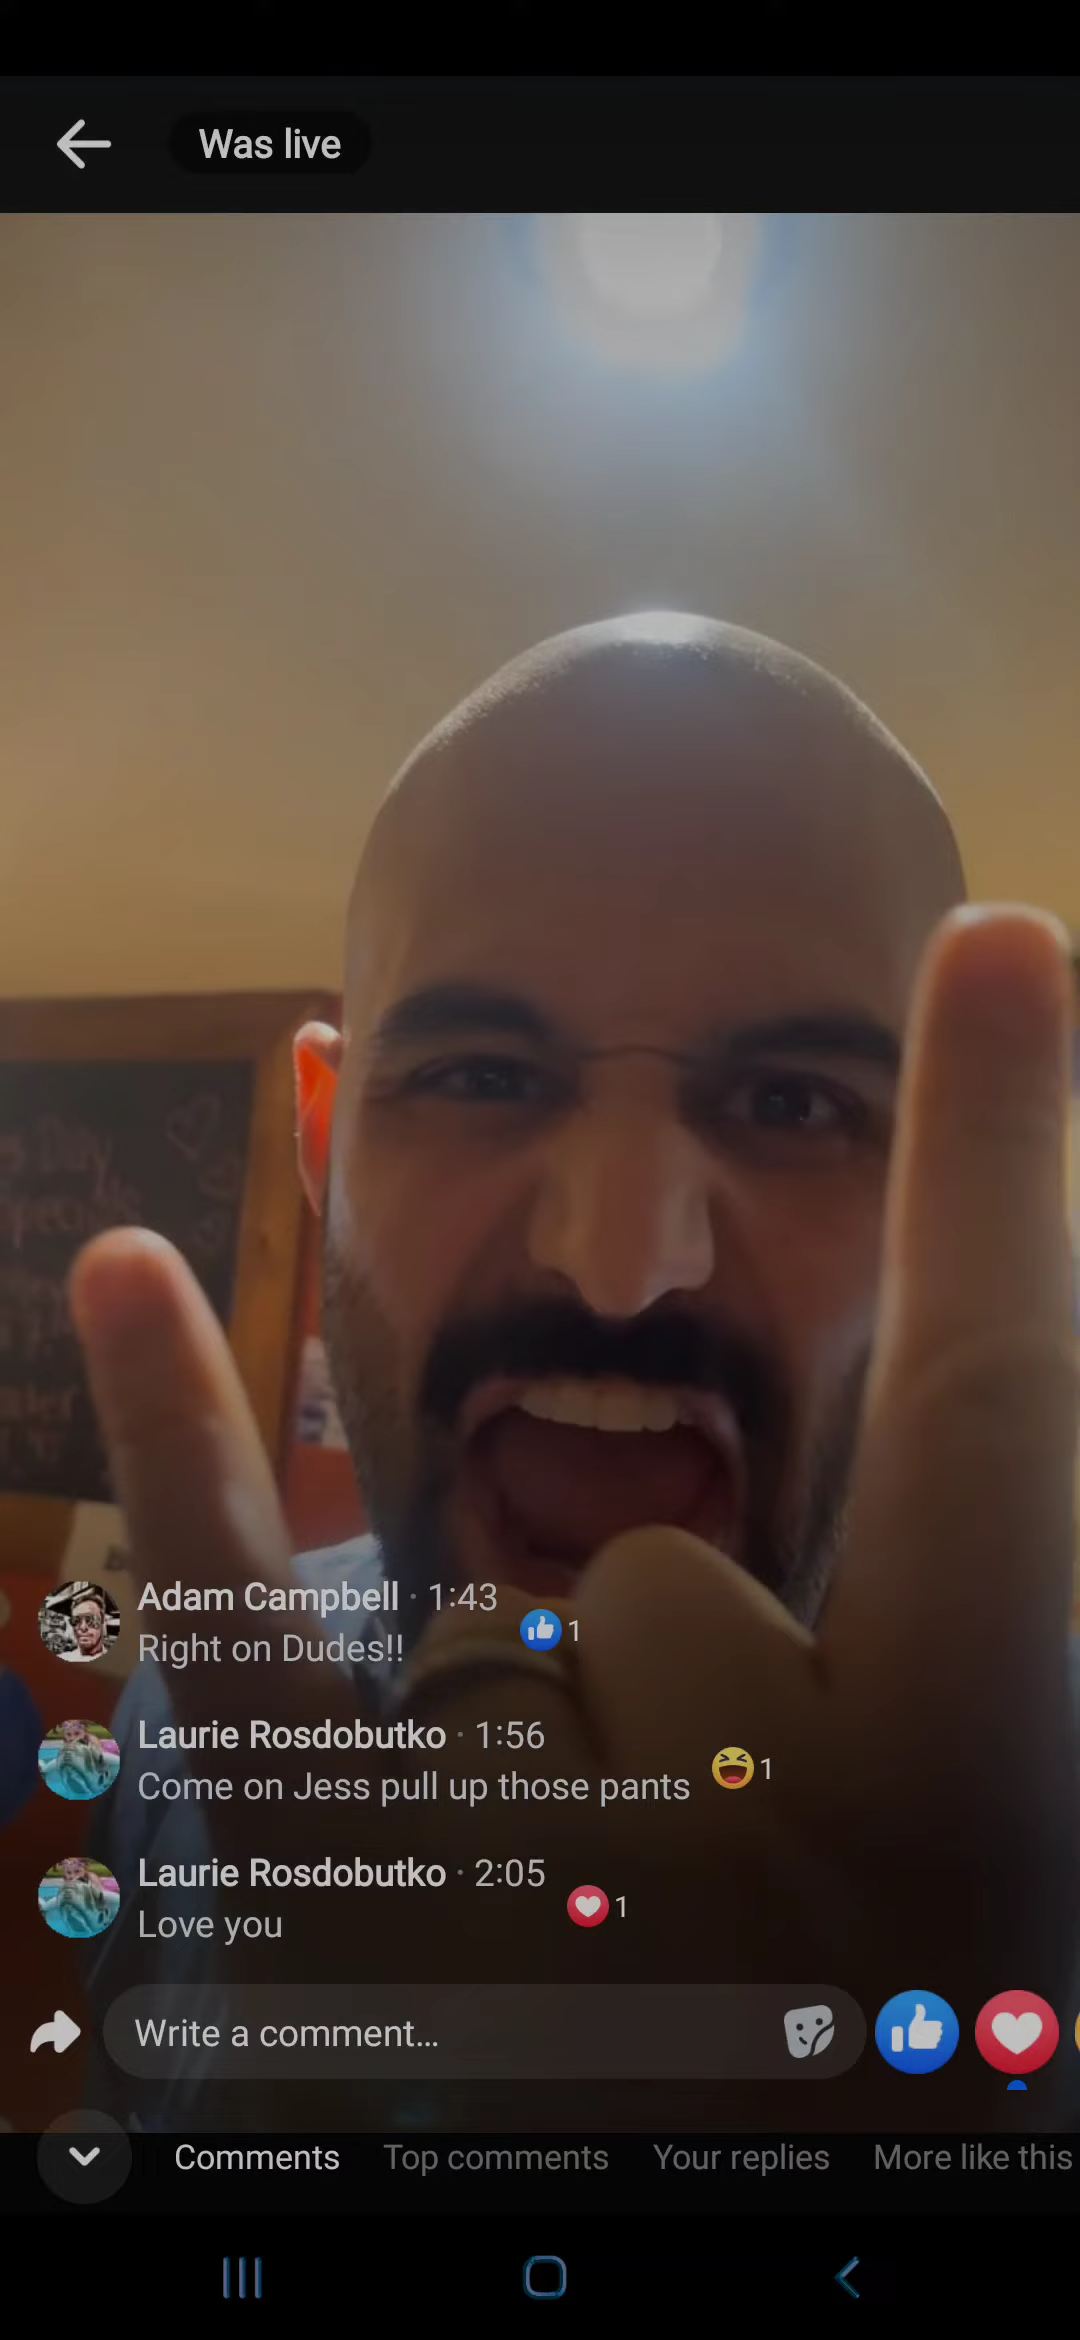 Was live
Day
Adam Campbell · 1:43
Right on Dudes!!
1
Laurie Rosdobutko · 1:56
Come on Jess pull up those pants
1
Laurie Rosdobutko · 2:05
Love you
1
Write a comment...
Comments Top comments Your replies More like this